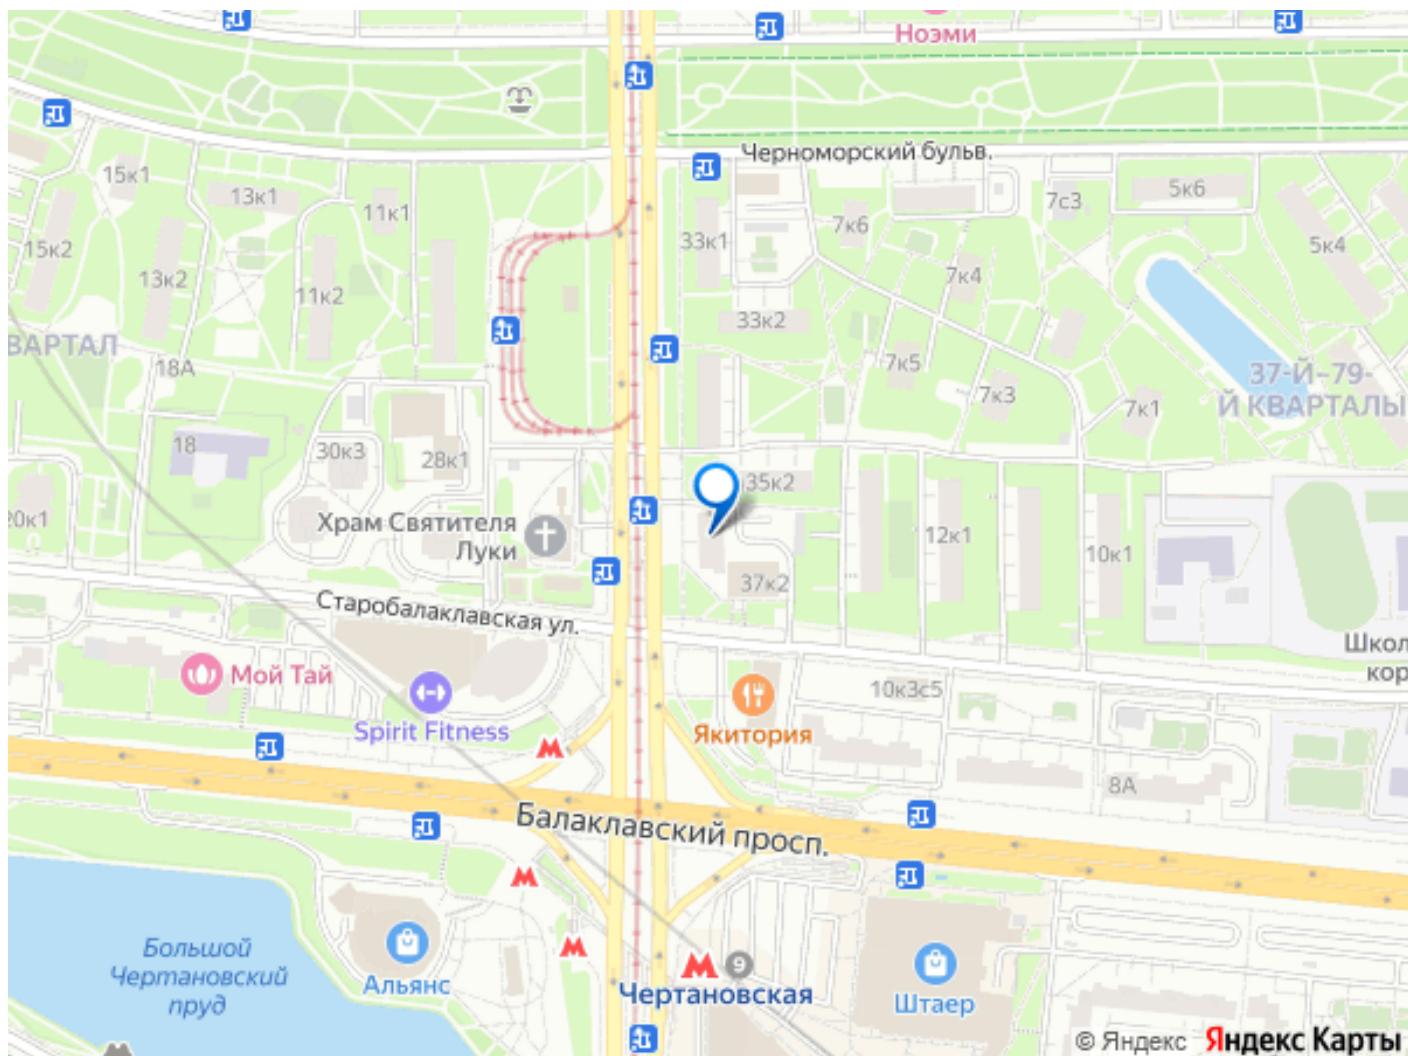 Ноэми
Черноморский бульв.
15к1
13к1
11к1
33к1
7к6
7с3
5к6
15к2
13к2
11к2
7к4
5к4
33к2
ВАРТАЛ
18А
7к5
7к3
7к1
37-Й-79-
Й КВАРТАЛЫ
18
30к3
28к1
35к2
20к1
Храм Святителя
Луки
12к1
10к1
37к2
Старобалаклавская ул.
Школ
кор
Мой Тай
Spirit Fitness
10к3с5
Якитория
8А
Балаклавский просп.
Большой
Чертановский
пруд
Альянс
9
Чертановская
Штаер
© Яндекс Яндекс Карты